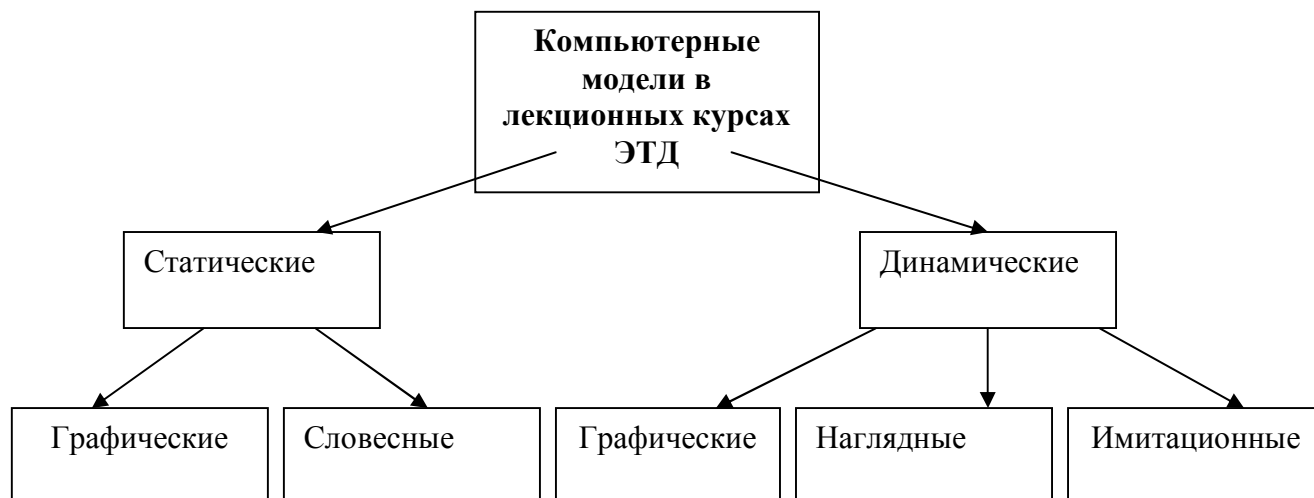 Компьютерные
модели в
лекционных курсах
ЭТД
Статические
Динамические
Графические
Словесные
Графические
Наглядные
Имитационные